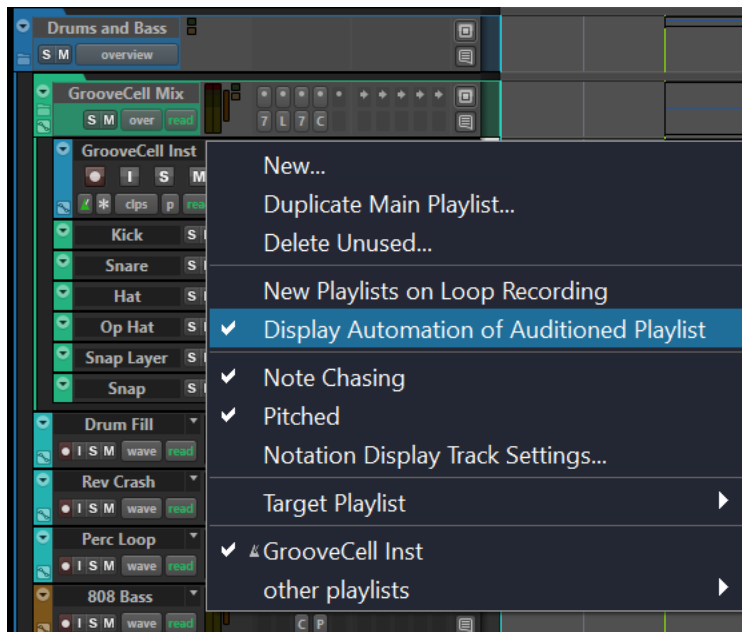 Drums and Bass
S M overview
GrooveCell Mix
S M over read
7 L 7 C
GrooveCell Inst
I S M
clps p rea
Kick S
Snare S
Hat S
Op Hat S
Snap Layer S
Snap S
Drum Fill
I S M wave read
Rev Crash
I S M wave read
Perc Loop
I S M wave read
808 Bass
I S M wave read C P
New...
Duplicate Main Playlist...
Delete Unused...
New Playlists on Loop Recording
Display Automation of Auditioned Playlist
Note Chasing
Pitched
Notation Display Track Settings...
Target Playlist
GrooveCell Inst
other playlists